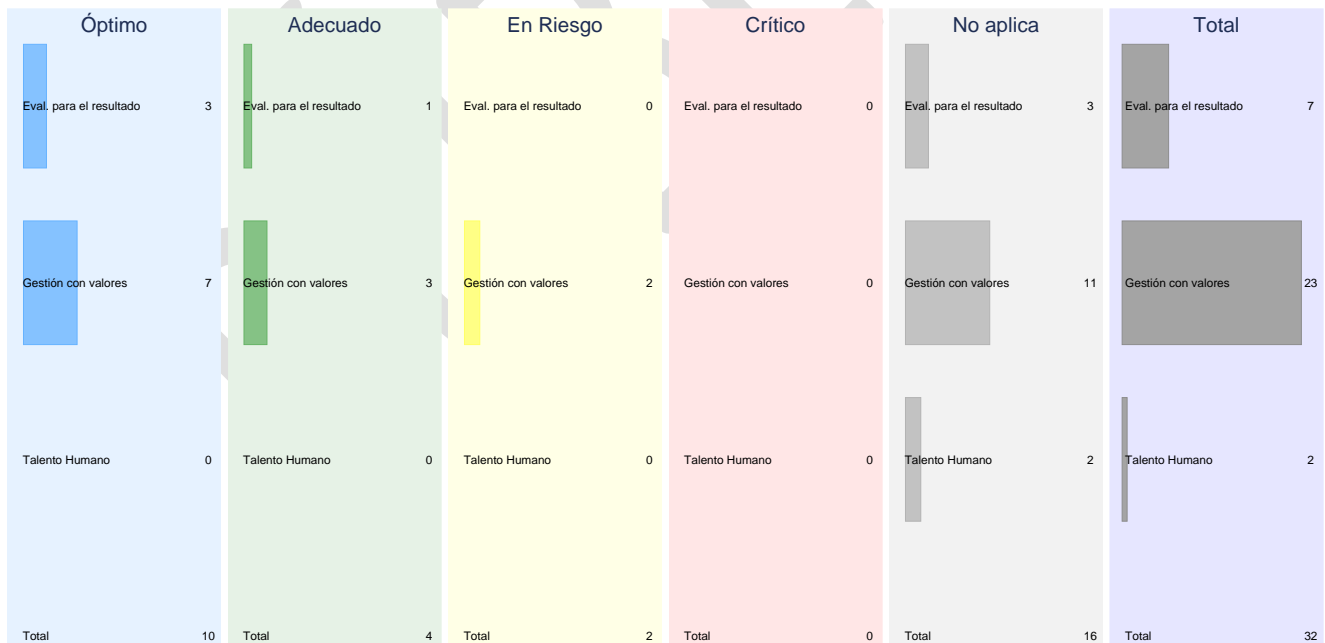 Óptimo Adecuado En Riesgo Crítico No aplica Total
Eval. para el resultado 3 Eval. para el resultado 1 Eval. para el resultado 0 Eval. para el resultado 0 Eval. para el resultado 3 Eval. para el resultado 7
Gestión con valores 7 Gestión con valores 3 Gestión con valores 2 Gestión con valores 0 Gestión con valores 11 Gestión con valores 23
Talento Humano 0 Talento Humano 0 Talento Humano 0 Talento Humano 0 Talento Humano 2 Talento Humano 2
Total 10 Total 4 Total 2 Total 0 Total 16 Total 32